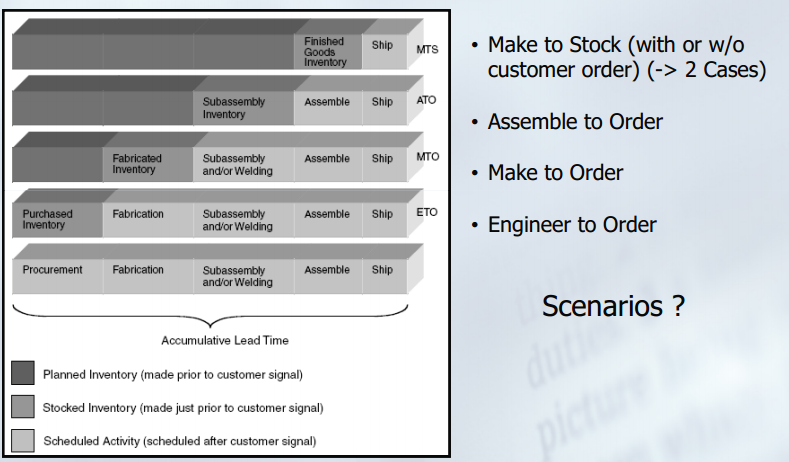 Finished
Goods
Inventory
Ship
MTS
Subassembly
Inventory
Assemble
Ship
ATO
Fabricated
Inventory
Subassembly
and/or Welding
Assemble
Ship
MTO
Purchased
Inventory
Fabrication
Subassembly
and/or Welding
Assemble
Ship
ETO
Procurement
Fabrication
Subassembly
and/or Welding
Assemble
Ship
Accumulative Lead Time
Planned Inventory (made prior to customer signal)
Stocked Inventory (made just prior to customer signal)
Scheduled Activity (scheduled after customer signal)
• Make to Stock (with or w/o
customer order) (-> 2 Cases)
• Assemble to Order
• Make to Order
• Engineer to Order
Scenarios ?
duties
picture